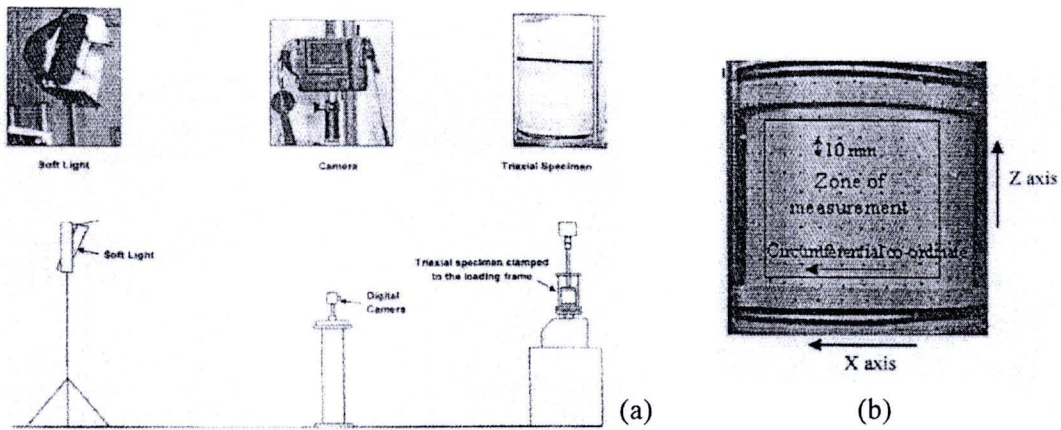 Soft Light
Camera
Triaxial Specimen
Soft Light
Digital
Camera
Triaxial specimen clamped
to the loading frame
(a)
10 mm
Zone of
measurement
Circumferential co-ordinate
Z axis
X axis
(b)